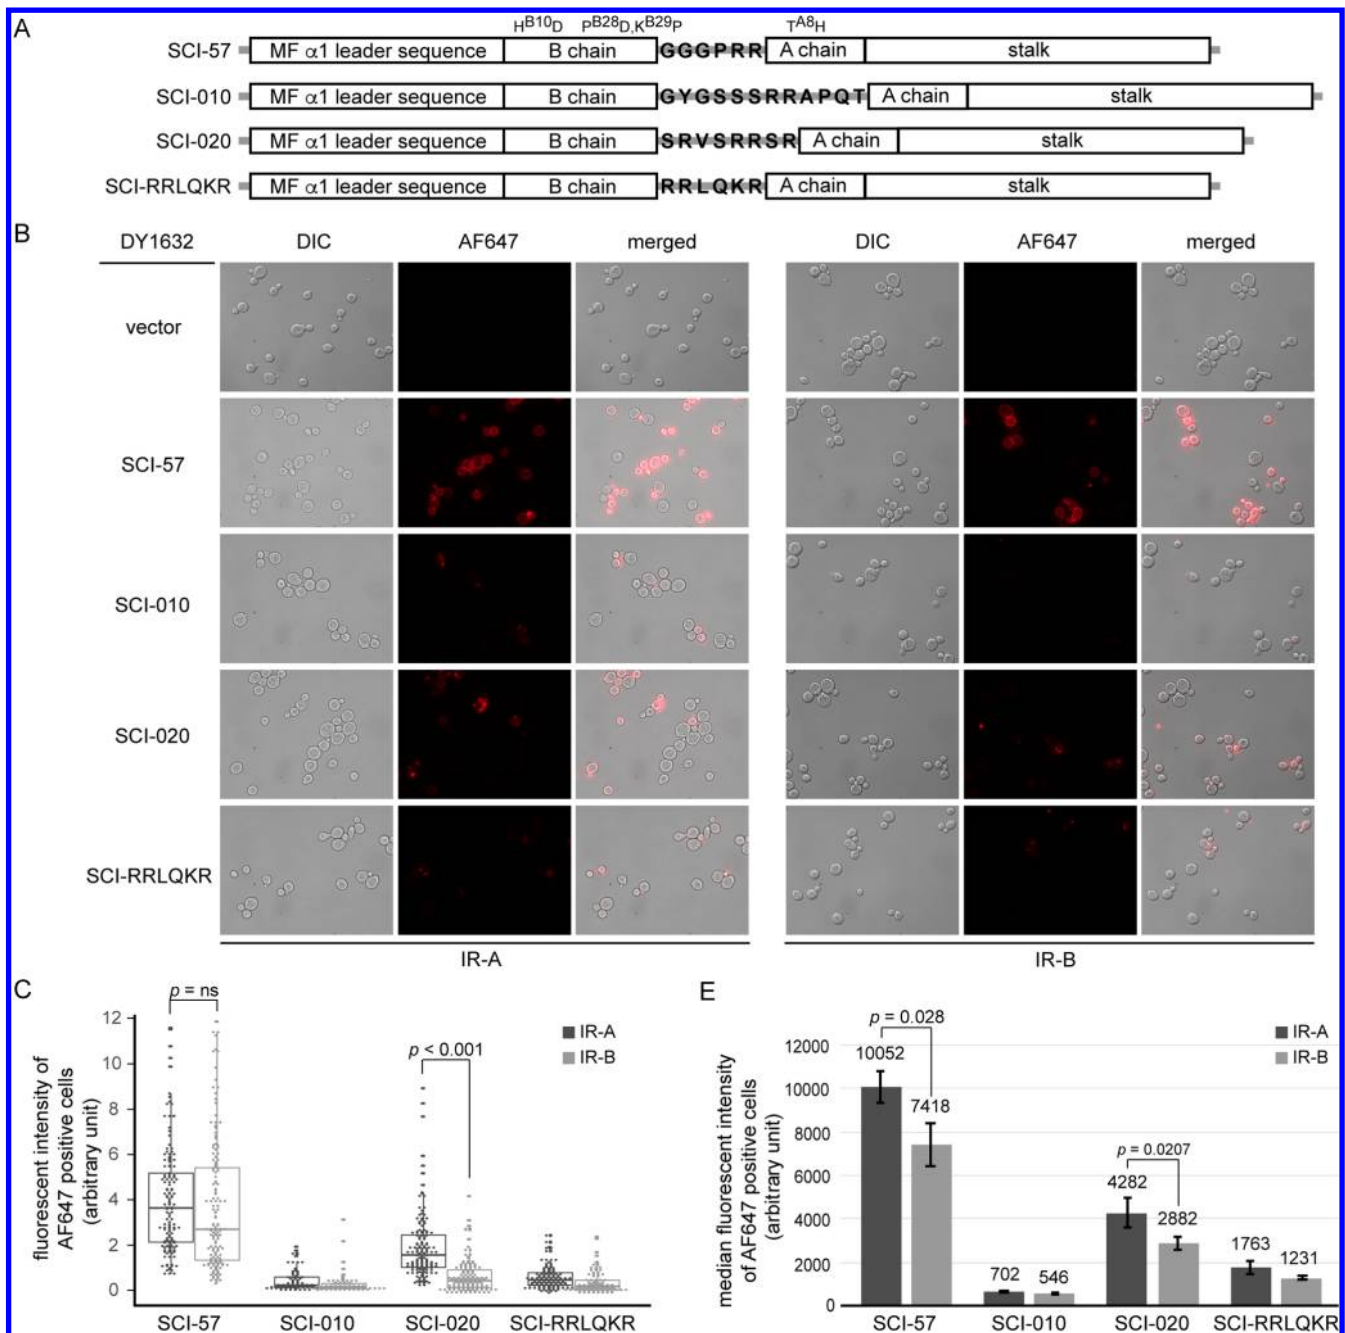 A
H^B10D P^B28D,K^B29P T^A8H
SCI-57 MF α1 leader sequence B chain GGGPRR A chain stalk
SCI-010 MF α1 leader sequence B chain GYGSSSRRAPQT A chain stalk
SCI-020 MF α1 leader sequence B chain SRVSRRSR A chain stalk
SCI-RRLQKR MF α1 leader sequence B chain RRLQKR A chain stalk
B
DY1632 DIC AF647 merged DIC AF647 merged
vector
SCI-57
SCI-010
SCI-020
SCI-RRLQKR
IR-A IR-B
C
p = ns
p < 0.001
IR-A
IR-B
fluorescent intensity of
AF647 positive cells
(arbitrary unit)
12
10
8
6
4
2
0
SCI-57 SCI-010 SCI-020 SCI-RRLQKR
E
p = 0.028
p = 0.0207
IR-A
IR-B
median fluorescent intensity
of AF647 positive cells
(arbitrary unit)
12000
10000
8000
6000
4000
2000
0
10052 7418 702 546 4282 2882 1763 1231
SCI-57 SCI-010 SCI-020 SCI-RRLQKR